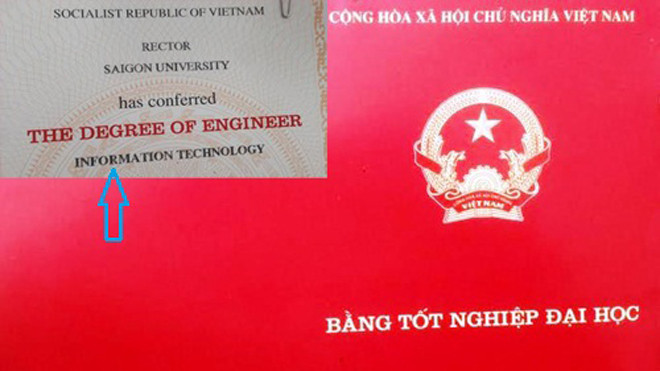 SOCIALIST REPUBLIC OF VIETNAM
RECTOR
SAIGON UNIVERSITY
has conferred
THE DEGREE OF ENGINEER
INFORMATION TECHNOLOGY
CỘNG HÒA XÃ HỘI CHỦ NGHĨA VIỆT NAM
VIỆT NAM
BẰNG TỐT NGHIỆP ĐẠI HỌC